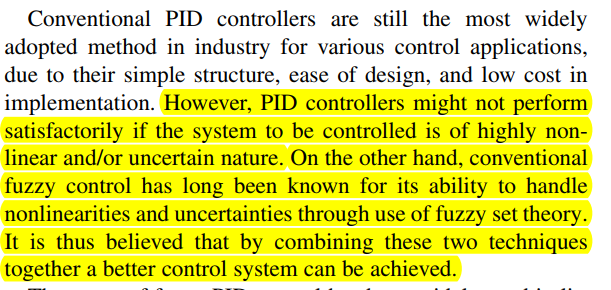 Conventional PID controllers are still the most widely
adopted method in industry for various control applications,
due to their simple structure, ease of design, and low cost in
implementation. However, PID controllers might not perform
satisfactorily if the system to be controlled is of highly non-
linear and/or uncertain nature. On the other hand, conventional
fuzzy control has long been known for its ability to handle
nonlinearities and uncertainties through use of fuzzy set theory.
It is thus believed that by combining these two techniques
together a better control system can be achieved.